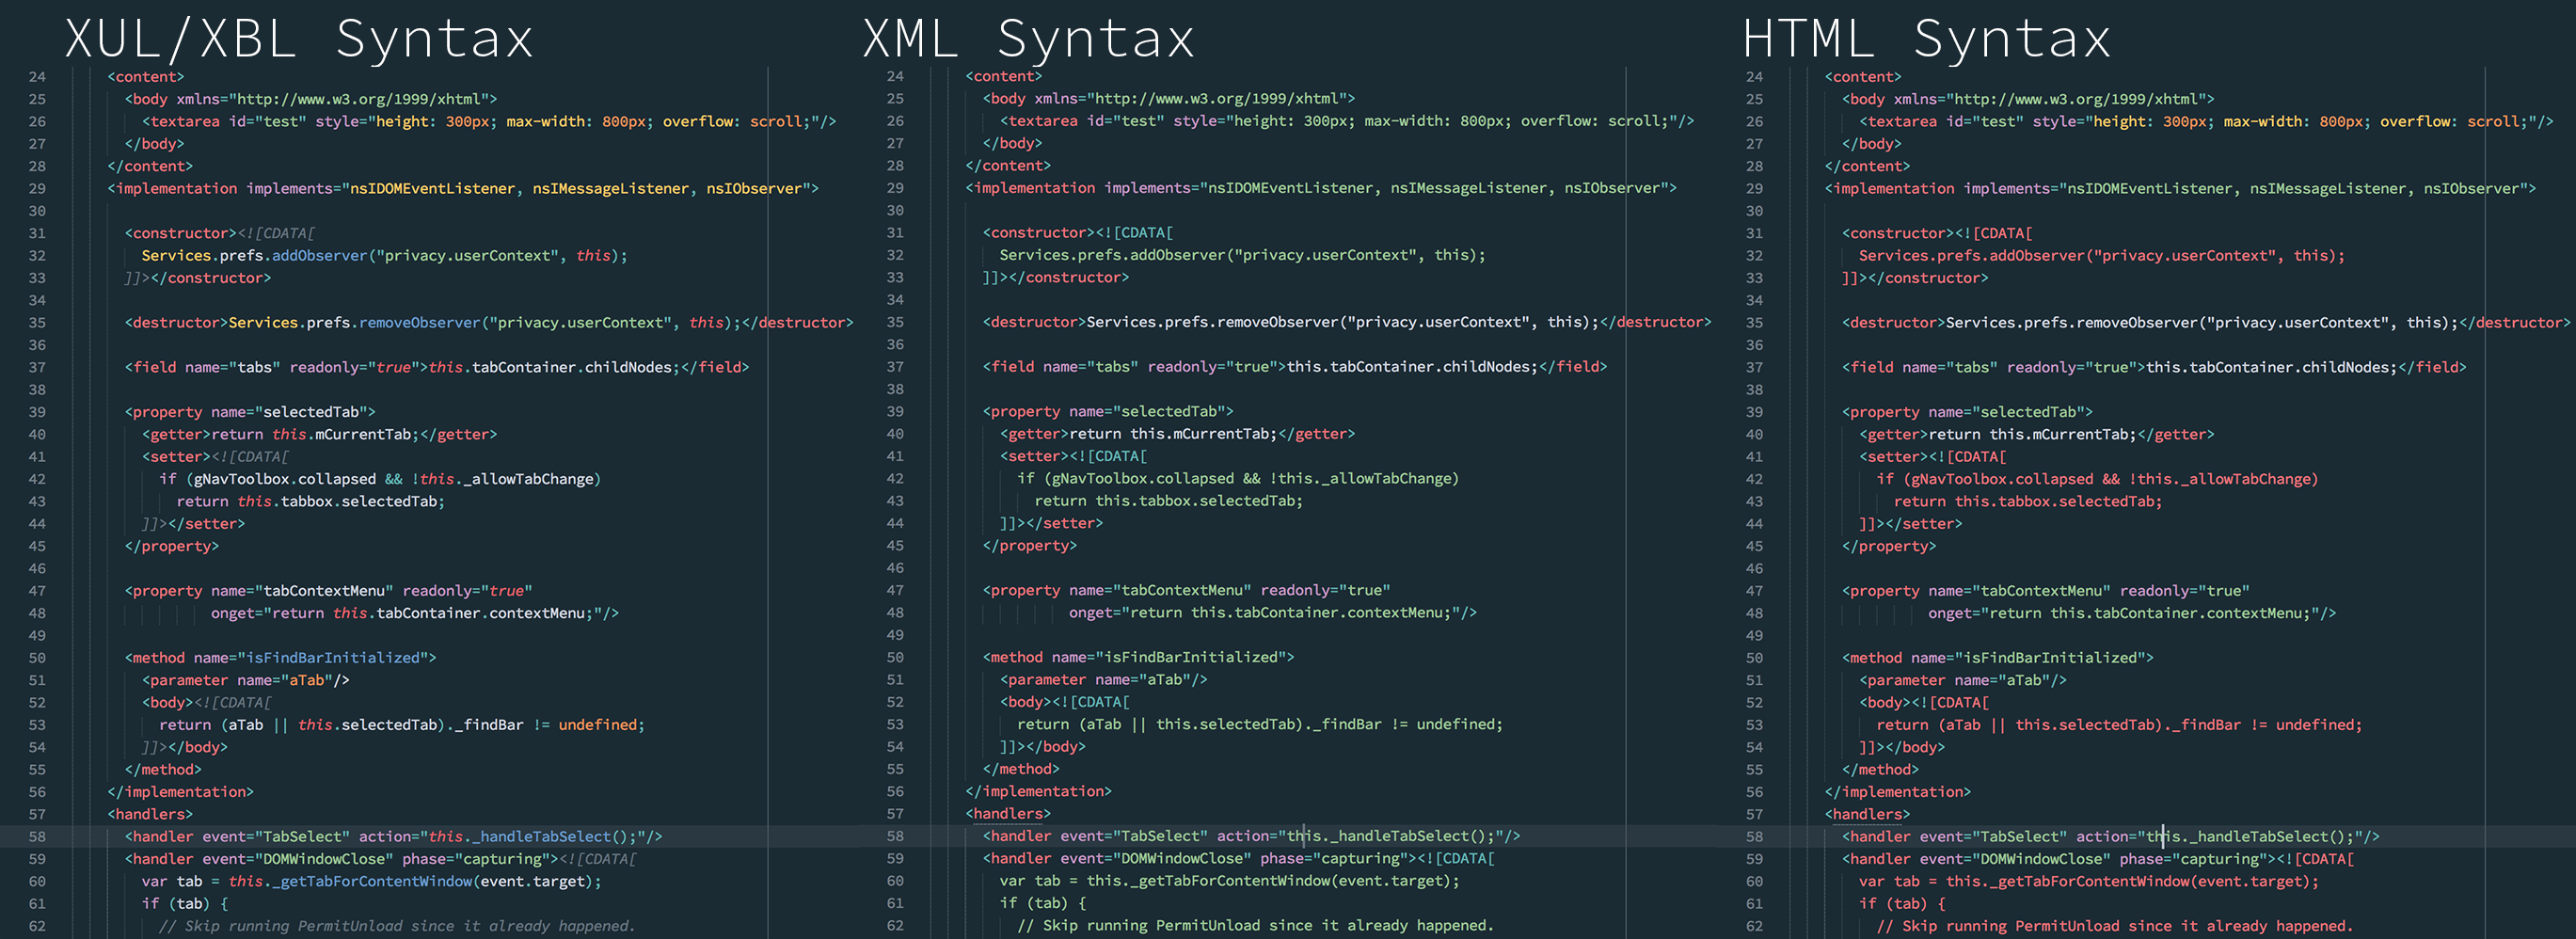 XUL/XBL Syntax
24 <content>
25 <body xmlns="http://www.w3.org/1999/xhtml">
26 <textarea id="test" style="height: 300px; max-width: 800px; overflow: scroll;"/>
27 </body>
28 </content>
29 <implementation implements="nsIDOMEventListener, nsIMessageListener, nsIObserver">
30
31 <constructor><![CDATA[
32 Services.prefs.addObserver("privacy.userContext", this);
33 ]]></constructor>
34
35 <destructor>Services.prefs.removeObserver("privacy.userContext", this);</destructor>
36
37 <field name="tabs" readonly="true">this.tabContainer.childNodes;</field>
38
39 <property name="selectedTab">
40 <getter>return this.mCurrentTab;</getter>
41 <setter><![CDATA[
42 if (gNavToolbox.collapsed && !this._allowTabChange)
43 return this.tabbox.selectedTab;
44 ]]></setter>
45 </property>
46
47 <property name="tabContextMenu" readonly="true"
48 onget="return this.tabContainer.contextMenu;"/>
49
50 <method name="isFindBarInitialized">
51 <parameter name="aTab"/>
52 <body><![CDATA[
53 return (aTab || this.selectedTab)._findBar != undefined;
54 ]]></body>
55 </method>
56 </implementation>
57 <handlers>
58 <handler event="TabSelect" action="this._handleTabSelect();"/>
59 <handler event="DOMWindowClose" phase="capturing"><![CDATA[
60 var tab = this._getTabForContentWindow(event.target);
61 if (tab) {
62 // Skip running PermitUnload since it already happened.
XML Syntax
24 <content>
25 <body xmlns="http://www.w3.org/1999/xhtml">
26 <textarea id="test" style="height: 300px; max-width: 800px; overflow: scroll;"/>
27 </body>
28 </content>
29 <implementation implements="nsIDOMEventListener, nsIMessageListener, nsIObserver">
30
31 <constructor><![CDATA[
32 Services.prefs.addObserver("privacy.userContext", this);
33 ]]></constructor>
34
35 <destructor>Services.prefs.removeObserver("privacy.userContext", this);</destructor>
36
37 <field name="tabs" readonly="true">this.tabContainer.childNodes;</field>
38
39 <property name="selectedTab">
40 <getter>return this.mCurrentTab;</getter>
41 <setter><![CDATA[
42 if (gNavToolbox.collapsed && !this._allowTabChange)
43 return this.tabbox.selectedTab;
44 ]]></setter>
45 </property>
46
47 <property name="tabContextMenu" readonly="true"
48 onget="return this.tabContainer.contextMenu;"/>
49
50 <method name="isFindBarInitialized">
51 <parameter name="aTab"/>
52 <body><![CDATA[
53 return (aTab || this.selectedTab)._findBar != undefined;
54 ]]></body>
55 </method>
56 </implementation>
57 <handlers>
58 <handler event="TabSelect" action="this._handleTabSelect();"/>
59 <handler event="DOMWindowClose" phase="capturing"><![CDATA[
60 var tab = this._getTabForContentWindow(event.target);
61 if (tab) {
62 // Skip running PermitUnload since it already happened.
HTML Syntax
24 <content>
25 <body xmlns="http://www.w3.org/1999/xhtml">
26 <textarea id="test" style="height: 300px; max-width: 800px; overflow: scroll;"/>
27 </body>
28 </content>
29 <implementation implements="nsIDOMEventListener, nsIMessageListener, nsIObserver">
30
31 <constructor><![CDATA[
32 Services.prefs.addObserver("privacy.userContext", this);
33 ]]></constructor>
34
35 <destructor>Services.prefs.removeObserver("privacy.userContext", this);</destructor>
36
37 <field name="tabs" readonly="true">this.tabContainer.childNodes;</field>
38
39 <property name="selectedTab">
40 <getter>return this.mCurrentTab;</getter>
41 <setter><![CDATA[
42 if (gNavToolbox.collapsed && !this._allowTabChange)
43 return this.tabbox.selectedTab;
44 ]]></setter>
45 </property>
46
47 <property name="tabContextMenu" readonly="true"
48 onget="return this.tabContainer.contextMenu;"/>
49
50 <method name="isFindBarInitialized">
51 <parameter name="aTab"/>
52 <body><![CDATA[
53 return (aTab || this.selectedTab)._findBar != undefined;
54 ]]></body>
55 </method>
56 </implementation>
57 <handlers>
58 <handler event="TabSelect" action="this._handleTabSelect();"/>
59 <handler event="DOMWindowClose" phase="capturing"><![CDATA[
60 var tab = this._getTabForContentWindow(event.target);
61 if (tab) {
62 // Skip running PermitUnload since it already happened.